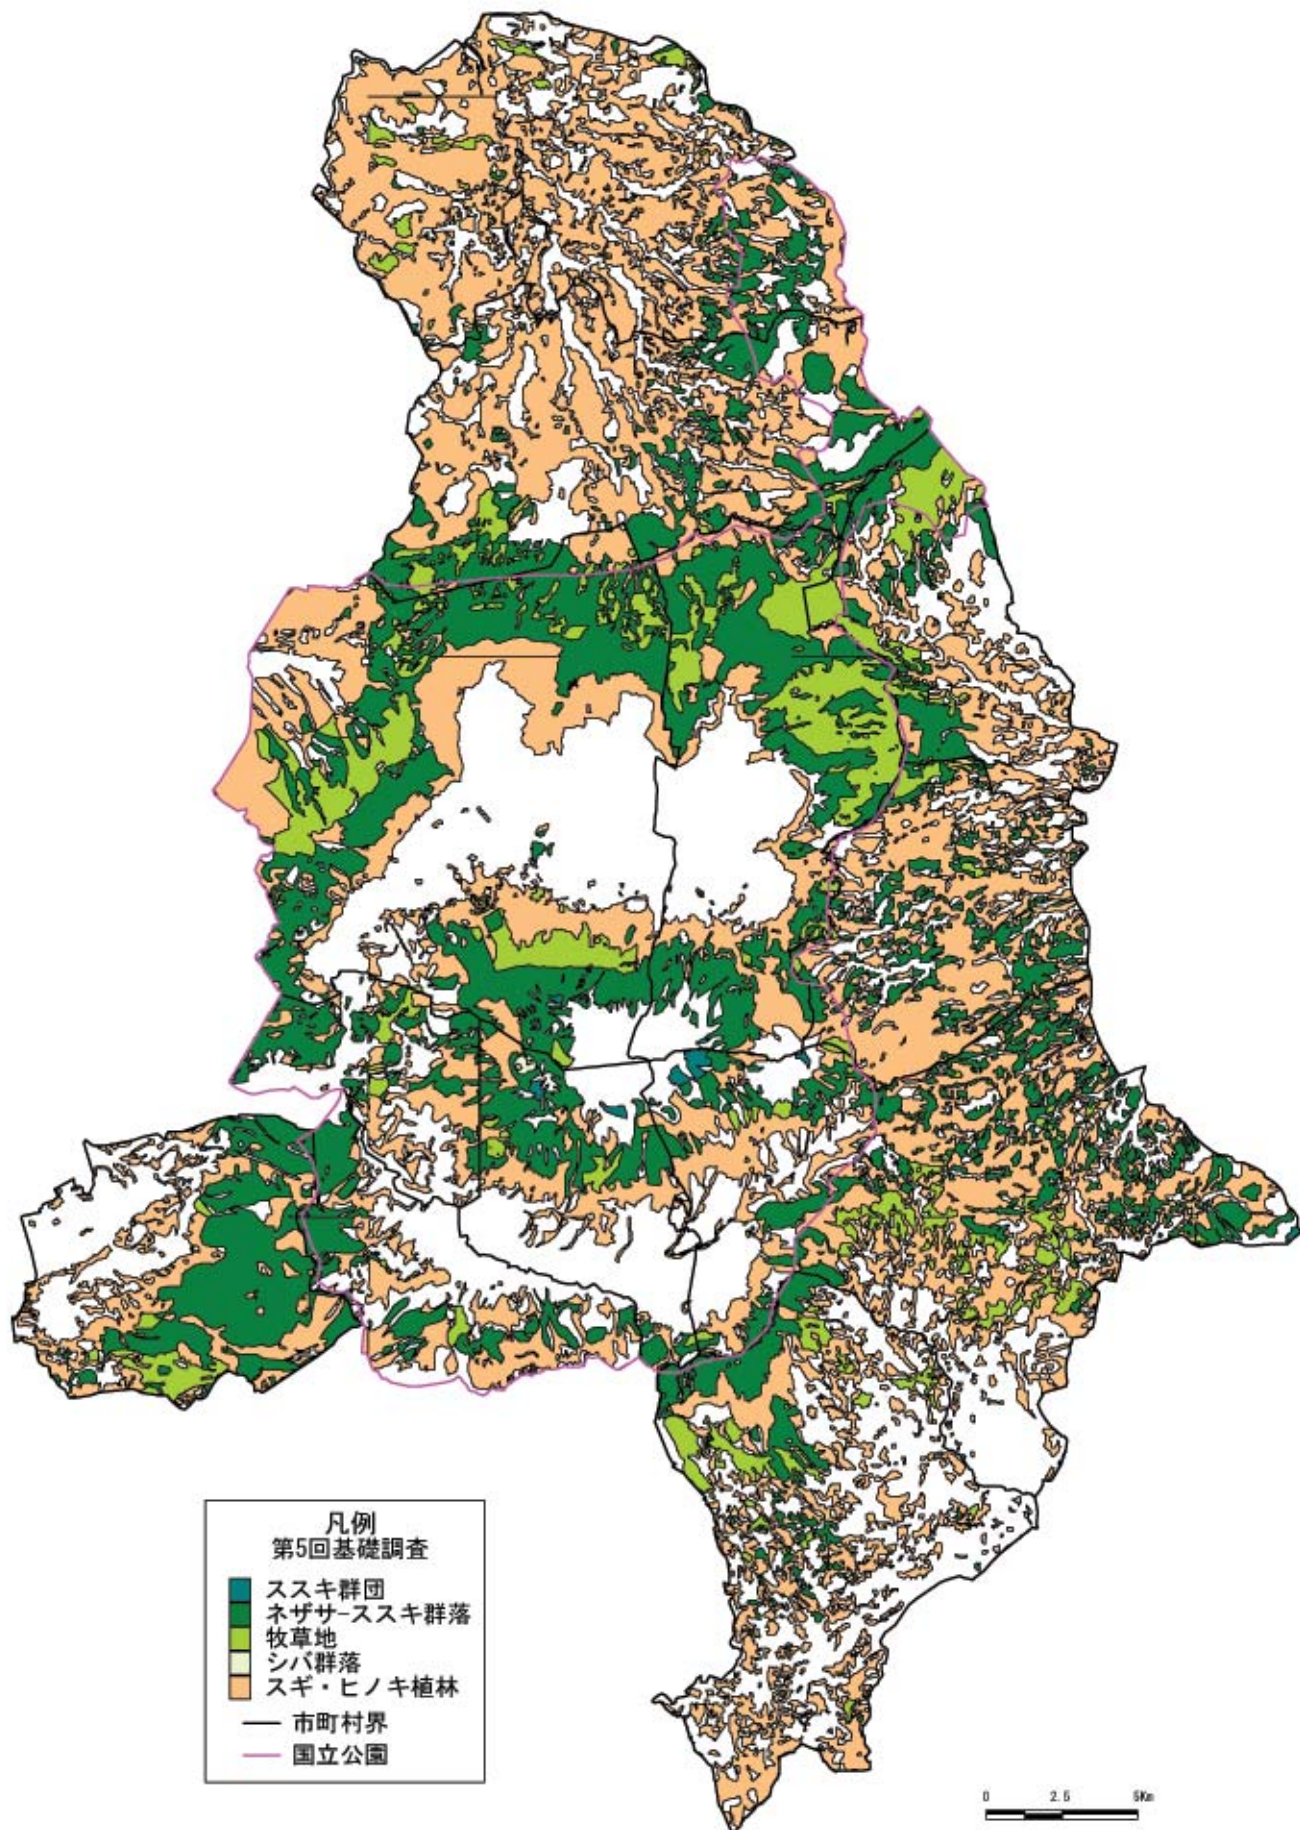 凡例
第5回基礎調査
ススキ群団
ネザサ-ススキ群落
牧草地
シバ群落
スギ・ヒノキ植林
市町村界
国立公園
0 2.5 5Km